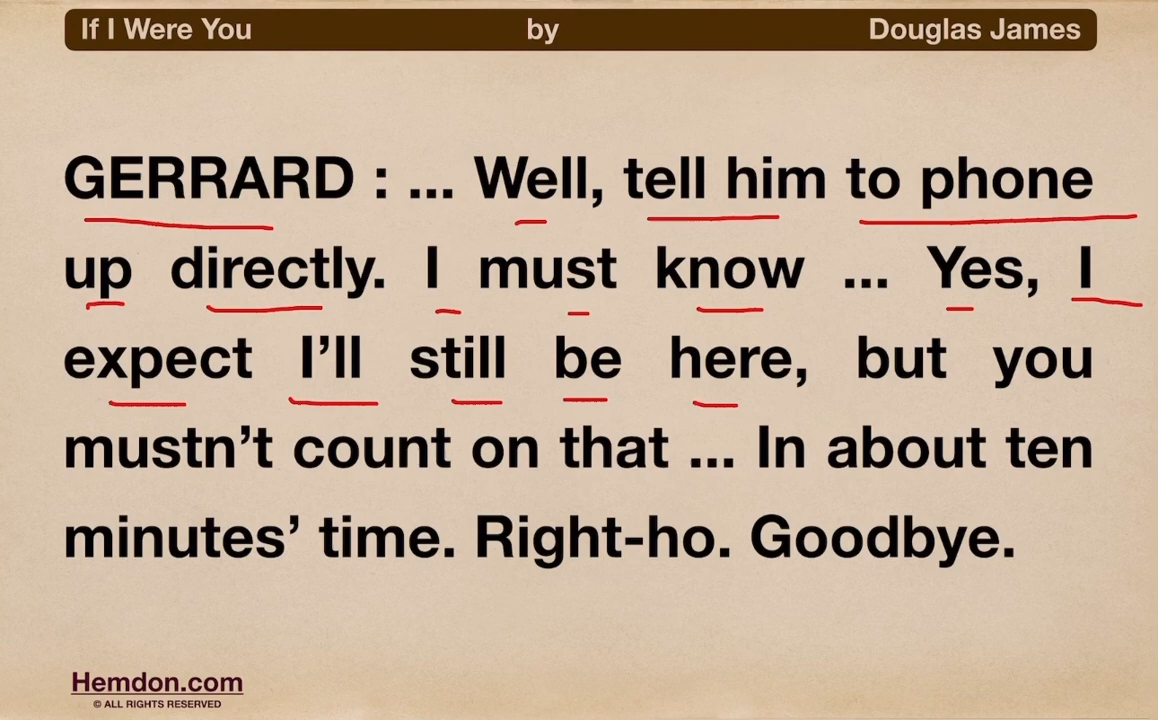 If I Were You by Douglas James
GERRARD : ... Well, tell him to phone
up directly. I must know ... Yes, I
expect I’ll still be here, but you
mustn’t count on that ... In about ten
minutes’ time. Right-ho. Goodbye.
Hemdon.com
© ALL RIGHTS RESERVED